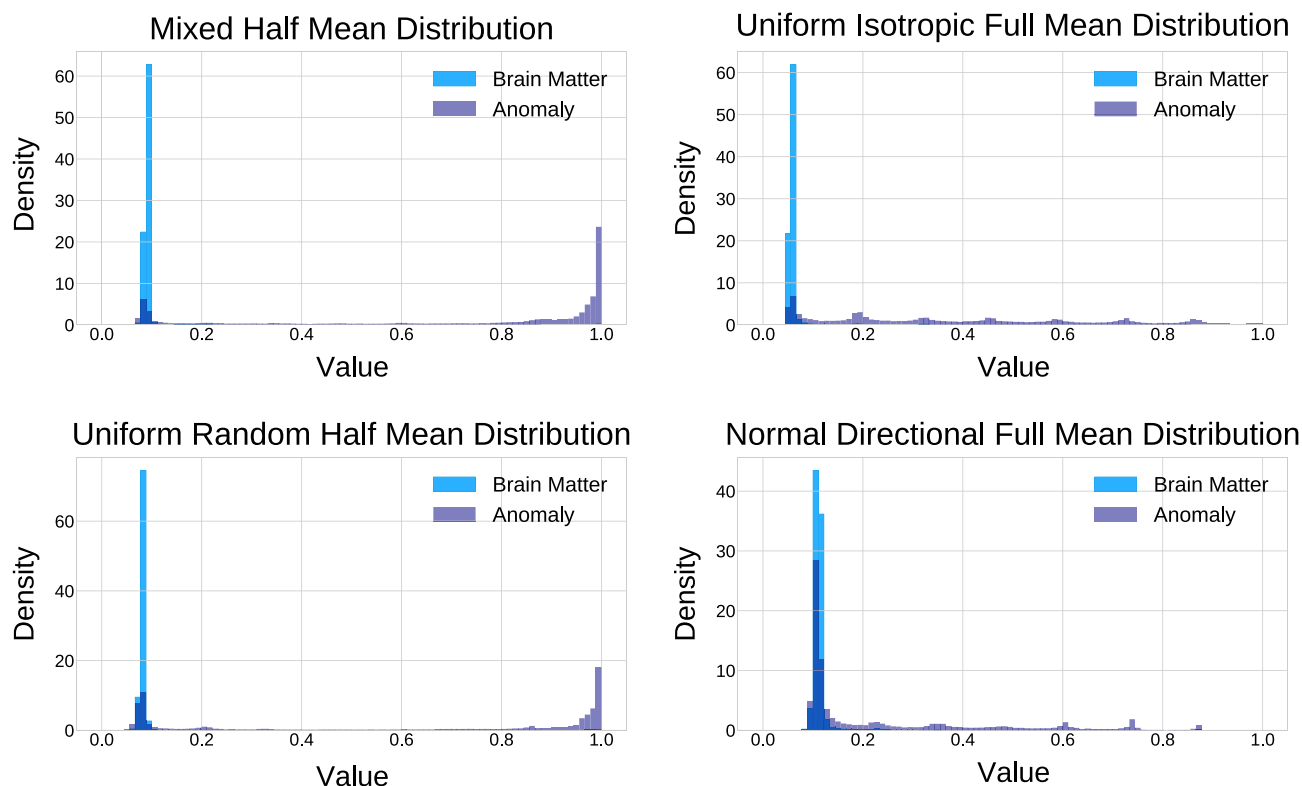 Mixed Half Mean Distribution
Brain Matter
Anomaly
Density
60
50
40
30
20
10
0
0.0 0.2 0.4 0.6 0.8 1.0
Value
Uniform Isotropic Full Mean Distribution
Brain Matter
Anomaly
Density
60
50
40
30
20
10
0
0.0 0.2 0.4 0.6 0.8 1.0
Value
Uniform Random Half Mean Distribution
Brain Matter
Anomaly
Density
60
40
20
0
0.0 0.2 0.4 0.6 0.8 1.0
Value
Normal Directional Full Mean Distribution
Brain Matter
Anomaly
Density
40
30
20
10
0
0.0 0.2 0.4 0.6 0.8 1.0
Value